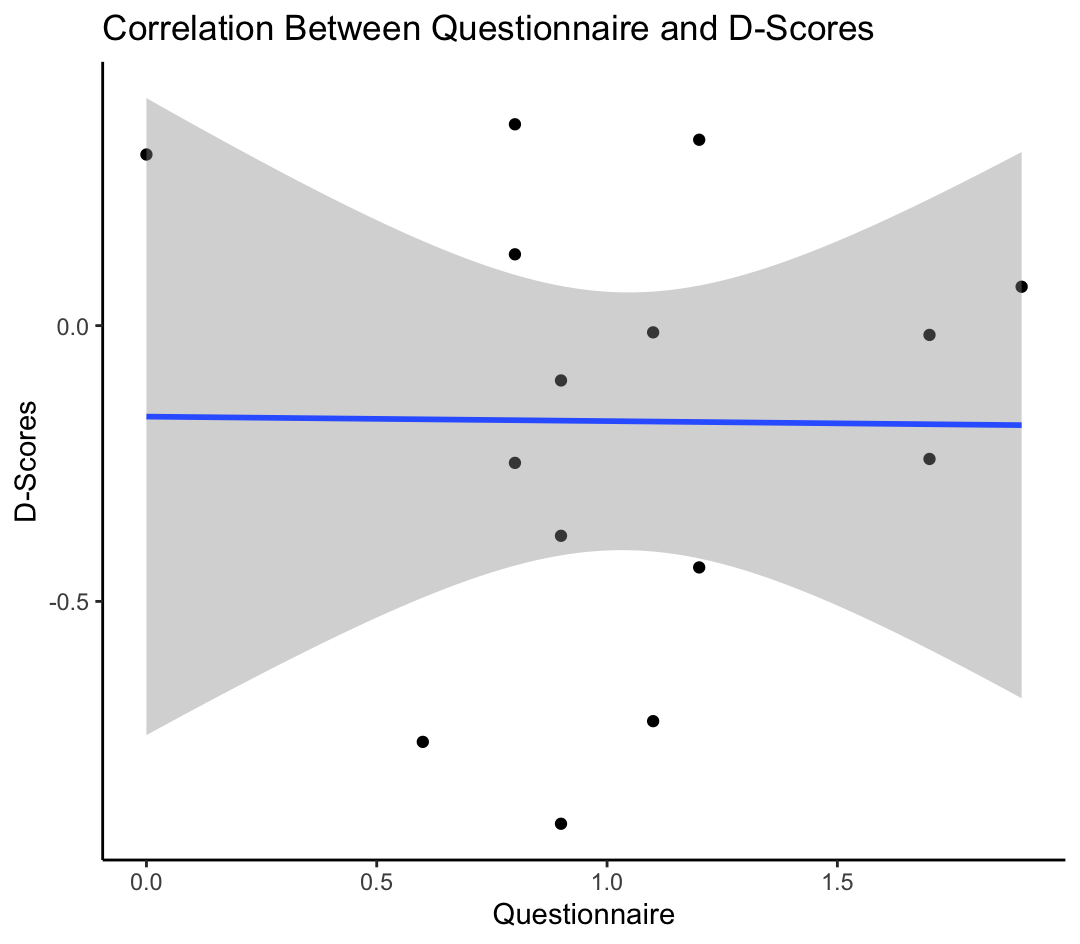 Correlation Between Questionnaire and D-Scores
D-Scores
0.0
-0.5
0.0 0.5 1.0 1.5
Questionnaire